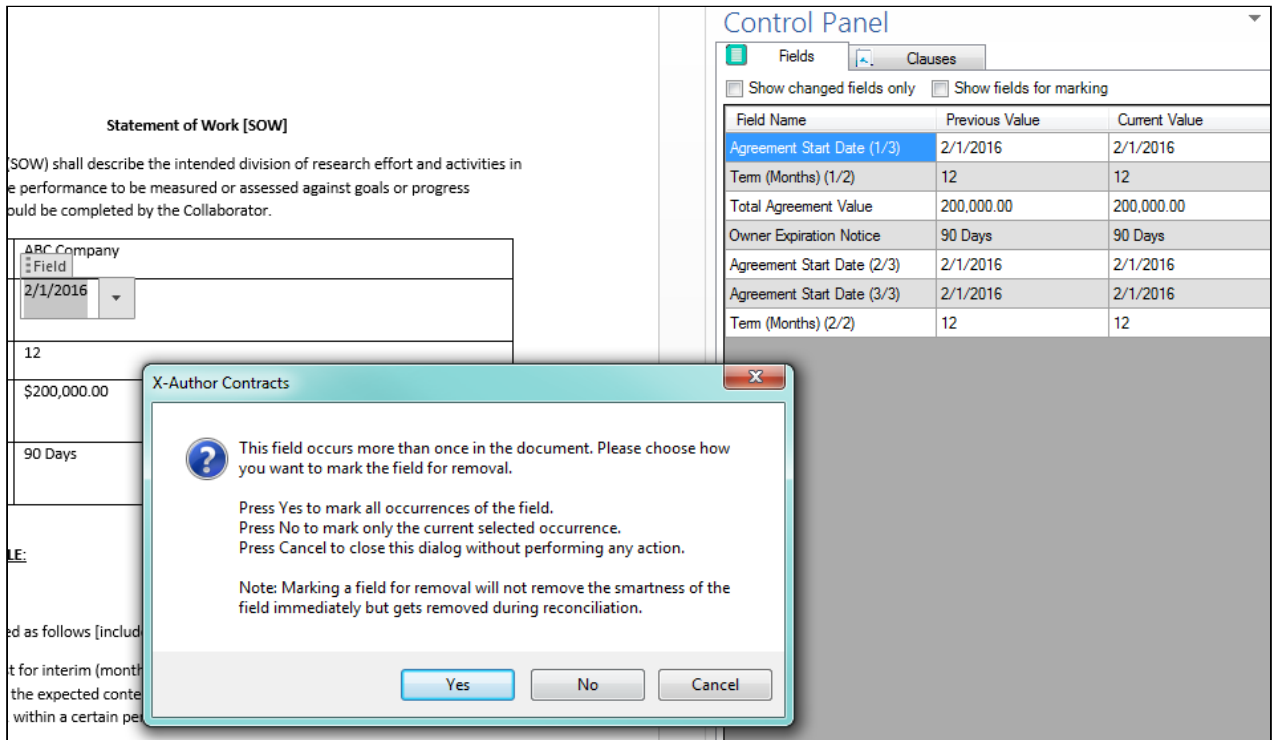 Statement of Work [SOW]
(SOW) shall describe the intended division of research effort and activities in
e performance to be measured or assessed against goals or progress
ould be completed by the Collaborator.
ABC Company
Field
2/1/2016
12
$200,000.00
90 Days
LE:
ed as follows [includ
st for interim (month
the expected conte
within a certain per
Control Panel
Fields Clauses
Show changed fields only Show fields for marking
Field Name Previous Value Current Value
Agreement Start Date (1/3) 2/1/2016 2/1/2016
Term (Months) (1/2) 12 12
Total Agreement Value 200,000.00 200,000.00
Owner Expiration Notice 90 Days 90 Days
Agreement Start Date (2/3) 2/1/2016 2/1/2016
Agreement Start Date (3/3) 2/1/2016 2/1/2016
Term (Months) (2/2) 12 12
X-Author Contracts
This field occurs more than once in the document. Please choose how
you want to mark the field for removal.
Press Yes to mark all occurrences of the field.
Press No to mark only the current selected occurrence.
Press Cancel to close this dialog without performing any action.
Note: Marking a field for removal will not remove the smartness of the
field immediately but gets removed during reconciliation.
Yes No Cancel